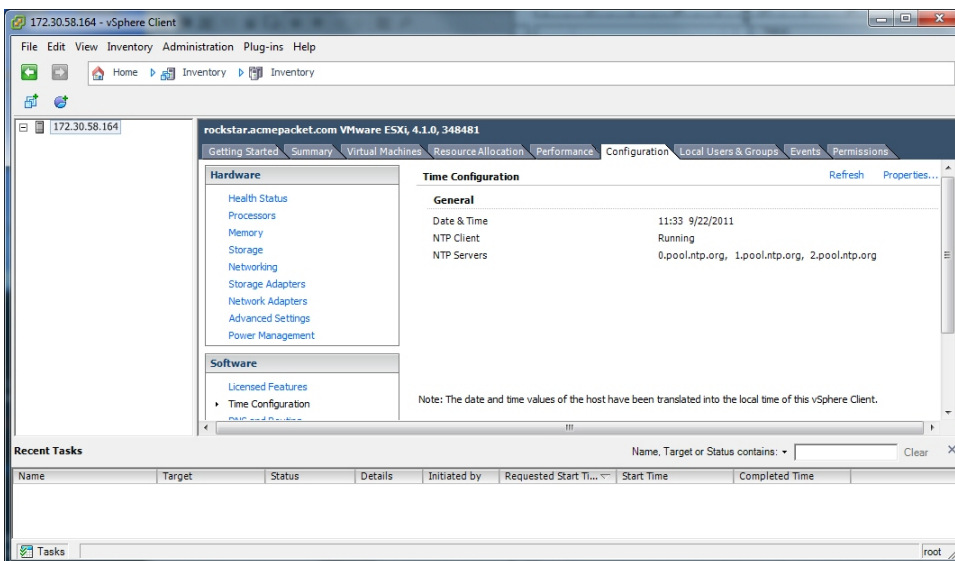 172.30.58.164 - vSphere Client
File Edit View Inventory Administration Plug-ins Help
Home Inventory Inventory
172.30.58.164
rockstar.acmepacket.com VMware ESXi, 4.1.0, 348481
Getting Started Summary Virtual Machines Resource Allocation Performance Configuration Local Users & Groups Events Permissions
Hardware
Health Status
Processors
Memory
Storage
Networking
Storage Adapters
Network Adapters
Advanced Settings
Power Management
Software
Licensed Features
Time Configuration
DNS and Routing
Time Configuration Refresh Properties...
General
Date & Time 11:33 9/22/2011
NTP Client Running
NTP Servers 0.pool.ntp.org, 1.pool.ntp.org, 2.pool.ntp.org
Note: The date and time values of the host have been translated into the local time of this vSphere Client.
Recent Tasks Name, Target or Status contains: Clear
Name Target Status Details Initiated by Requested Start Ti... Start Time Completed Time
Tasks root